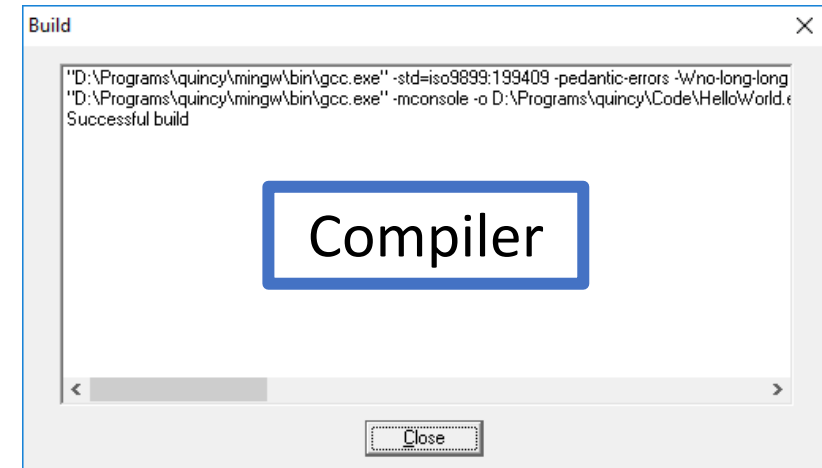 Build
"D:\Programs\quincy\mingw\bin\gcc.exe" -std=iso9899:199409 -pedantic-errors -Wno-long-long
"D:\Programs\quincy\mingw\bin\gcc.exe" -mconsole -o D:\Programs\quincy\Code\HelloWorld.e
Successful build
Compiler
Close